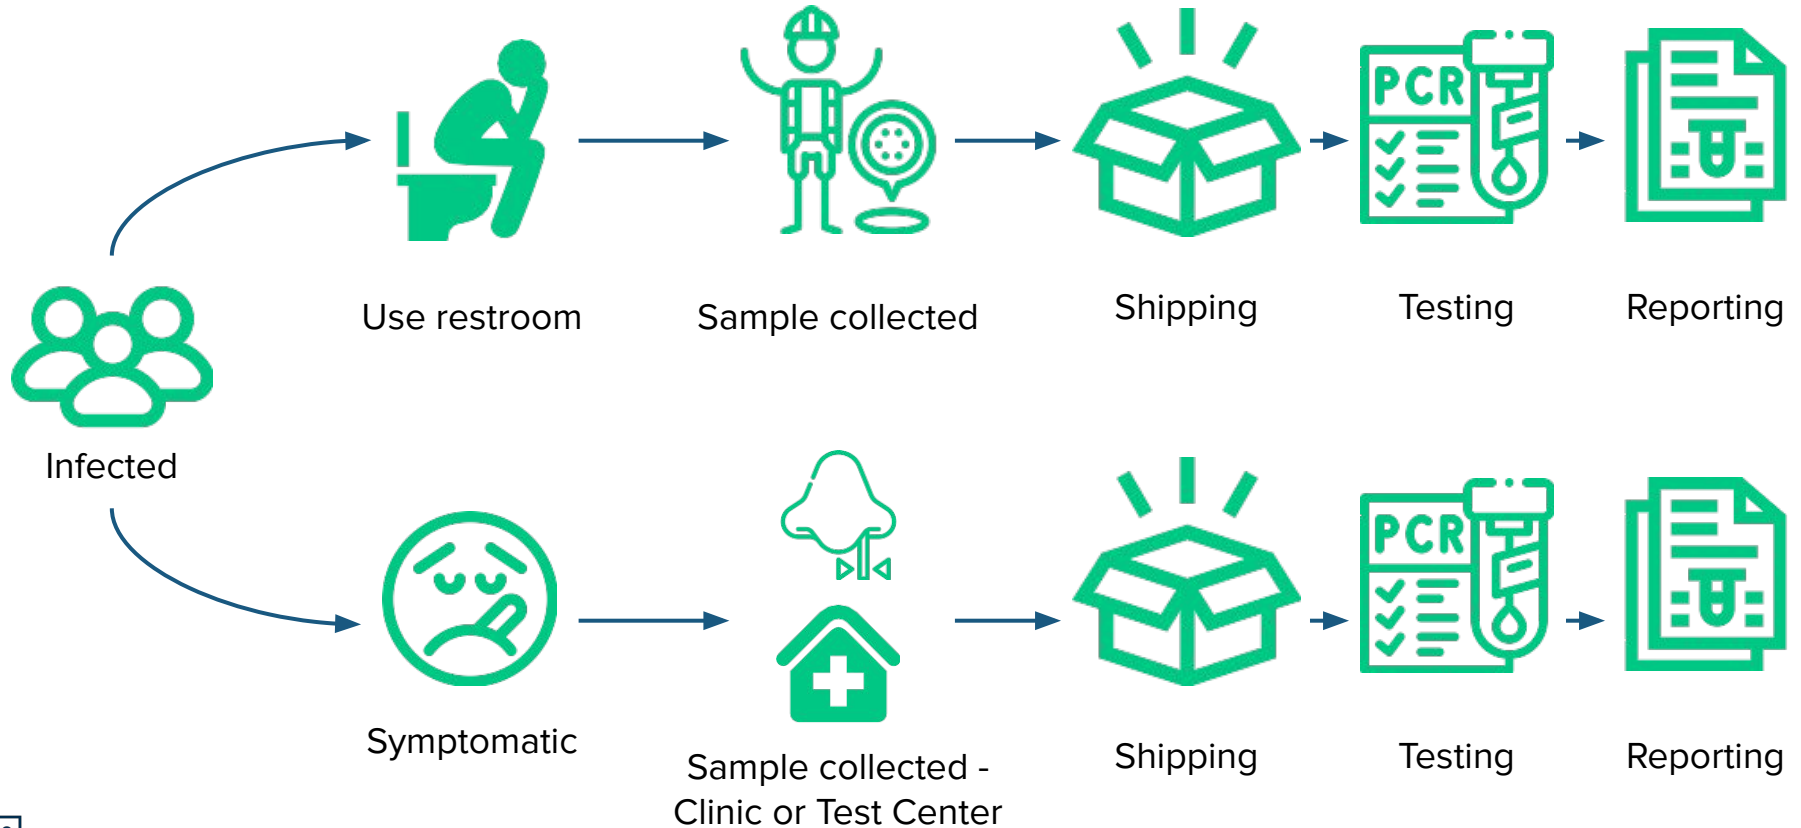 PCR
Use restroom
Sample collected
Shipping
Testing
Reporting
Infected
PCR
Symptomatic
Sample collected -
Clinic or Test Center
Shipping
Testing
Reporting